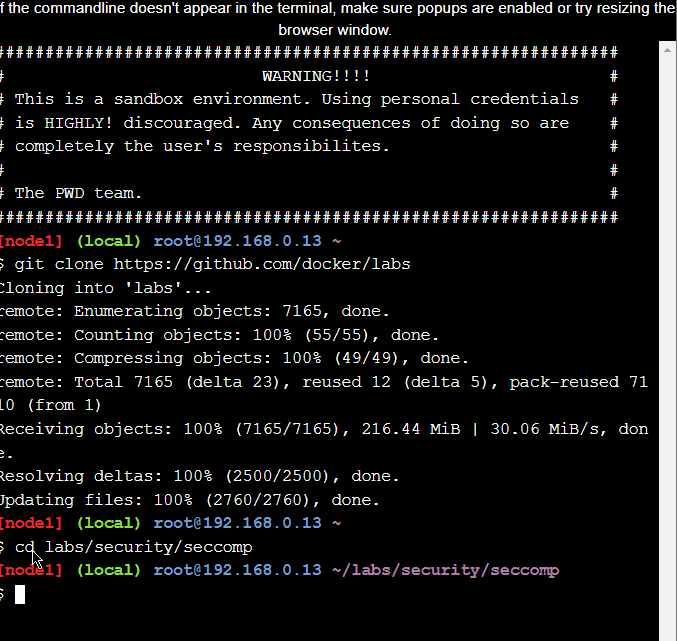 f the commandline doesn't appear in the terminal, make sure popups are enabled or try resizing the
browser window.
###############################################################
# WARNING!!!! #
# This is a sandbox environment. Using personal credentials #
# is HIGHLY! discouraged. Any consequences of doing so are #
# completely the user's responsibilites. #
# #
# The PWD team. #
###############################################################
[node1] (local) root@192.168.0.13 ~
$ git clone https://github.com/docker/labs
Cloning into 'labs'...
remote: Enumerating objects: 7165, done.
remote: Counting objects: 100% (55/55), done.
remote: Compressing objects: 100% (49/49), done.
remote: Total 7165 (delta 23), reused 12 (delta 5), pack-reused 71
10 (from 1)
Receiving objects: 100% (7165/7165), 216.44 MiB | 30.06 MiB/s, don
e.
Resolving deltas: 100% (2500/2500), done.
Updating files: 100% (2760/2760), done.
[node1] (local) root@192.168.0.13 ~
$ cd labs/security/seccomp
[node1] (local) root@192.168.0.13 ~/labs/security/seccomp
$